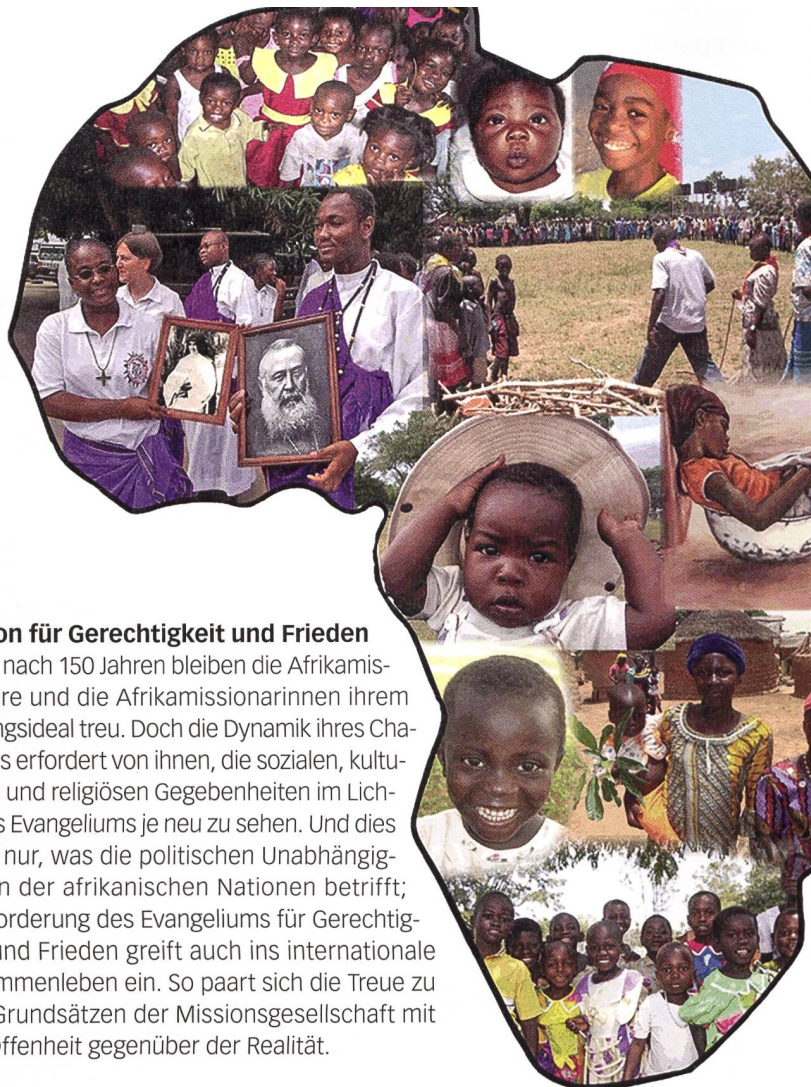 on für Gerechtigkeit und Frieden
nach 150 Jahren bleiben die Afrikamis-
re und die Afrikamissionarinnen ihrem
ngsideal treu. Doch die Dynamik ihres Cha-
s erfordert von ihnen, die sozialen, kultu-
und religiösen Gegebenheiten im Lich-
s Evangeliums je neu zu sehen. Und dies
nur, was die politischen Unabhängig-
n der afrikanischen Nationen betrifft;
orderung des Evangeliums für Gerechtig-
und Frieden greift auch ins internationale
mmenleben ein. So paart sich die Treue zu
Grundsätzen der Missionsgesellschaft mit
Offenheit gegenüber der Realität.